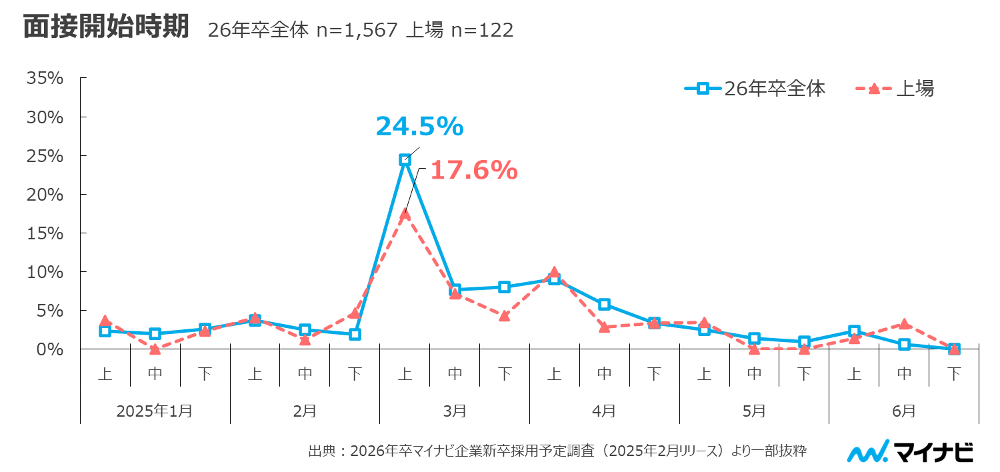 面接開始時期 26年卒全体 n=1,567 上場 n=122
35%
26年卒全体 上場
30%
24.5%
25%
17.6%
20%
15%
10%
5%
0%
上 中 下 上 中 下 上 中 下 上 中 下 上 中 下 上 中 下
2025年1月 2月 3月 4月 5月 6月
出典：2026年卒マイナビ企業新卒採用予定調査（2025年2月リリース）より一部抜粋
マイナビ